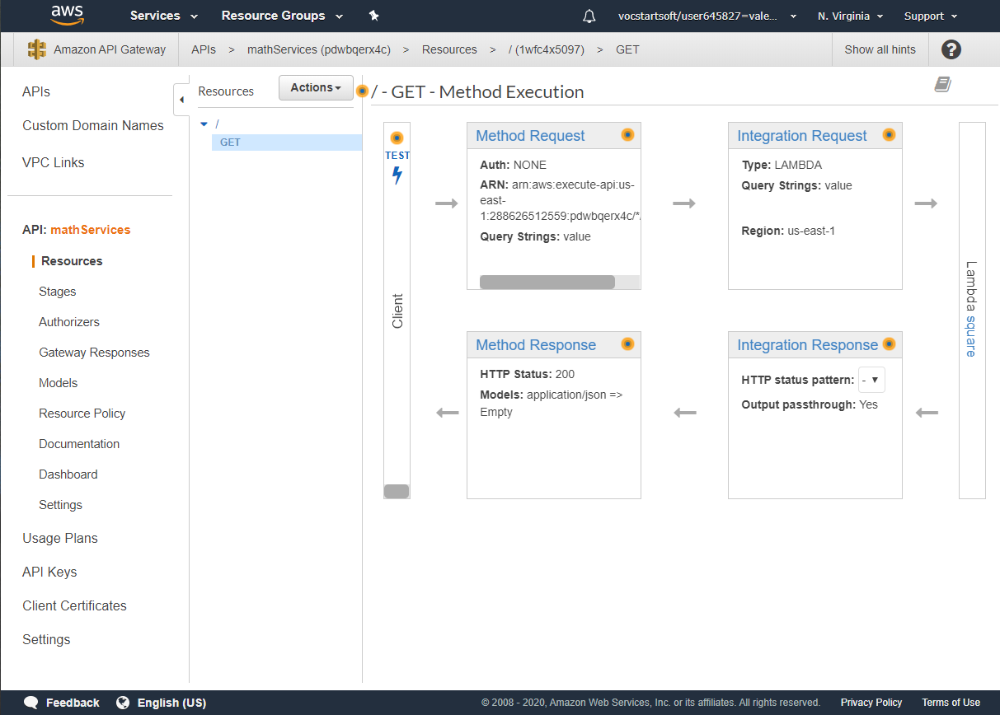 aws
Services
Resource Groups
vocstartsoft/user645827=vale...
N. Virginia
Support
Amazon API Gateway
APIs > mathServices (pdwbqerx4c) > Resources > / (1wfc4x5097) > GET
Show all hints
?
APIs
Custom Domain Names
VPC Links
API: mathServices
Resources
Stages
Authorizers
Gateway Responses
Models
Resource Policy
Documentation
Dashboard
Settings
Usage Plans
API Keys
Client Certificates
Settings
Resources
Actions
/
GET
/ - GET - Method Execution
TEST
Client
Method Request
Auth: NONE
ARN: arn:aws:execute-api:us-
east-
1:288626512559:pdwbqerx4c/*/
Query Strings: value
Integration Request
Type: LAMBDA
Query Strings: value
Region: us-east-1
Lambda square
Method Response
HTTP Status: 200
Models: application/json =>
Empty
Integration Response
HTTP status pattern: -
Output passthrough: Yes
Feedback
English (US)
© 2008 - 2020, Amazon Web Services, Inc. or its affiliates. All rights reserved.
Privacy Policy
Terms of Use